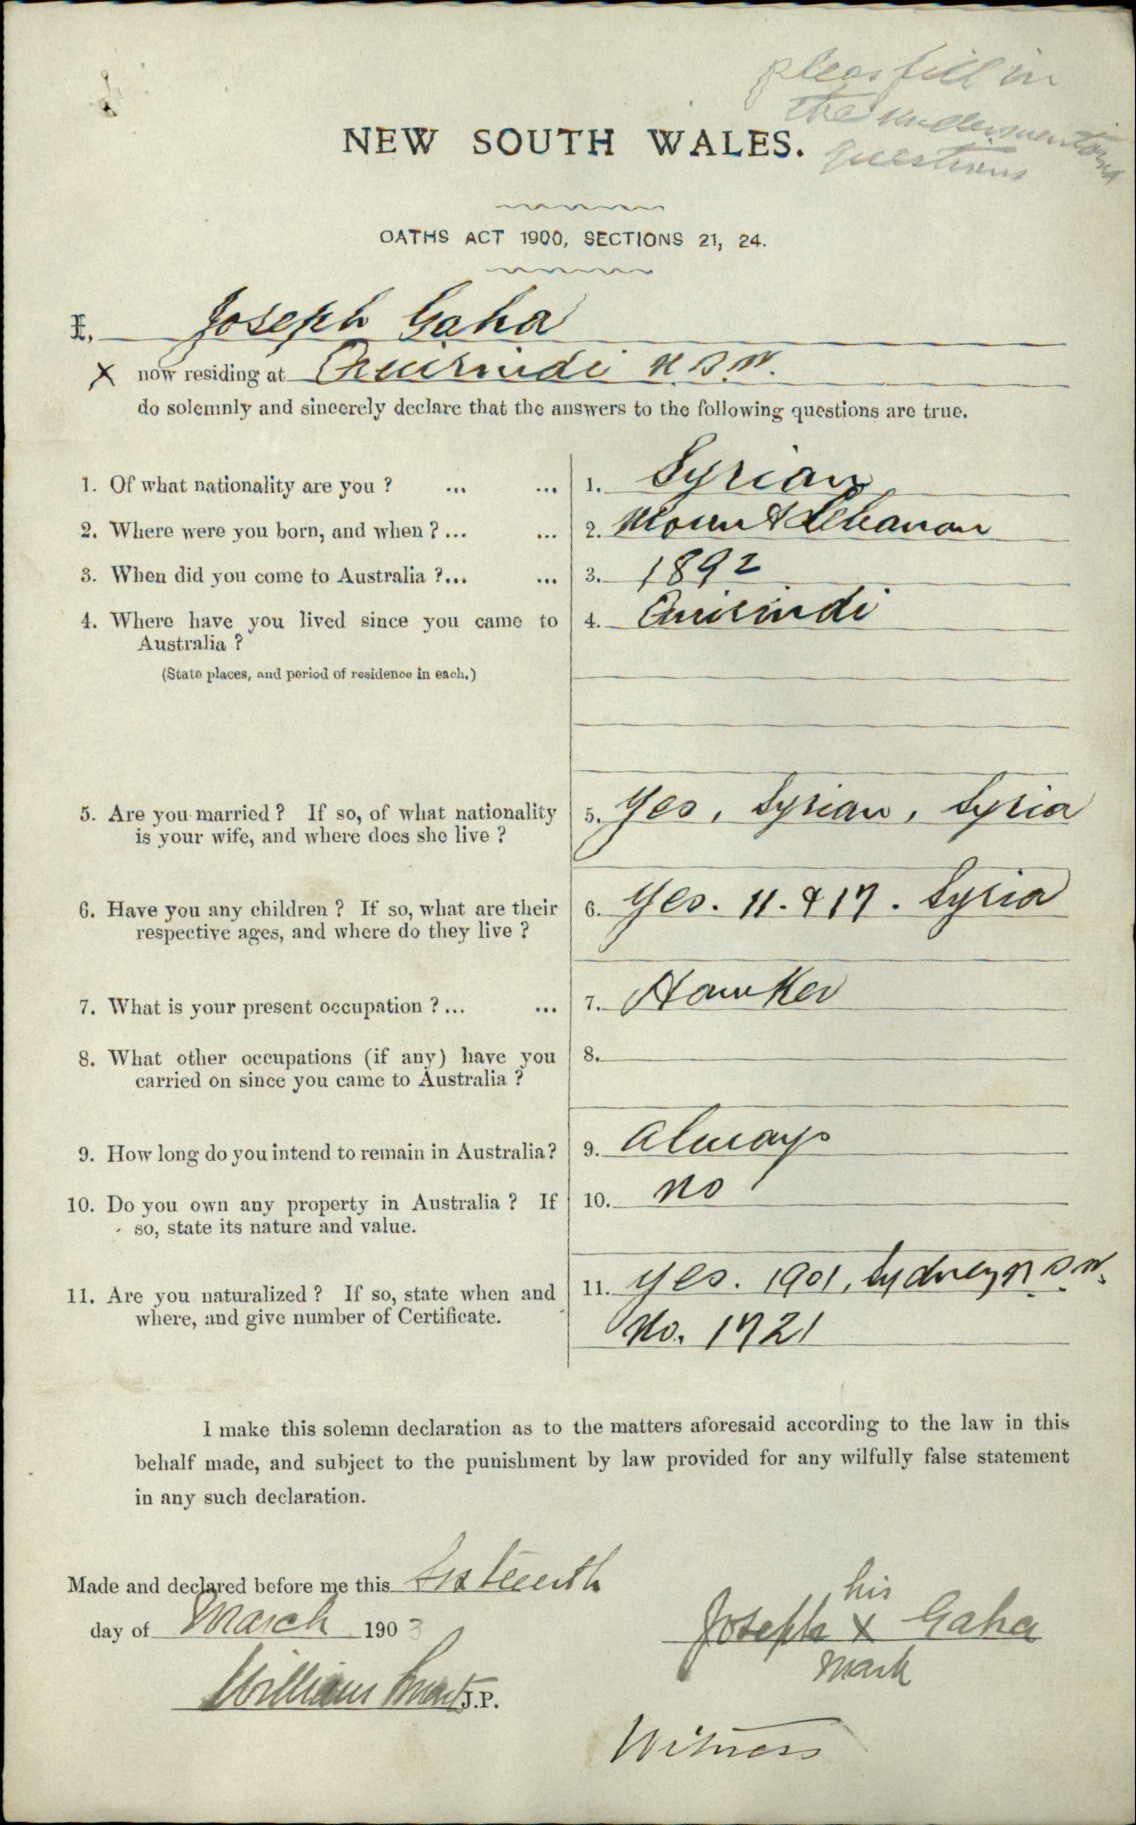 pleas fill in
the undermentiond
questions
NEW SOUTH WALES.
OATHS ACT 1900, SECTIONS 21, 24.
I, Joseph Gaha
X now residing at Quirindi N.S.W.
do solemnly and sincerely declare that the answers to the following questions are true.
1. Of what nationality are you ? ... ... 1. Syrian
2. Where were you born, and when ? ... ... 2. Mount Lebanon
3. When did you come to Australia ?... ... 3. 1892
4. Where have you lived since you came to 4. Quirindi
Australia ?
(State places, and period of residence in each.)
5. Are you married ? If so, of what nationality 5. Yes, Syrian, Syria
is your wife, and where does she live ?
6. Have you any children ? If so, what are their 6. Yes. 11. & 17. Syria
respective ages, and where do they live ?
7. What is your present occupation ? ... ... 7. Hawker
8. What other occupations (if any) have you 8.
carried on since you came to Australia ?
9. How long do you intend to remain in Australia? 9. always
10. Do you own any property in Australia ? If 10. no
so, state its nature and value.
11. Are you naturalized ? If so, state when and 11. yes. 1901, Sydney N.S.W.
where, and give number of Certificate. No. 1721
I make this solemn declaration as to the matters aforesaid according to the law in this
behalf made, and subject to the punishment by law provided for any wilfully false statement
in any such declaration.
Made and declared before me this Sixteenth
day of March 1903
his
Joseph X Gaha
mark
William J.P.
Witness